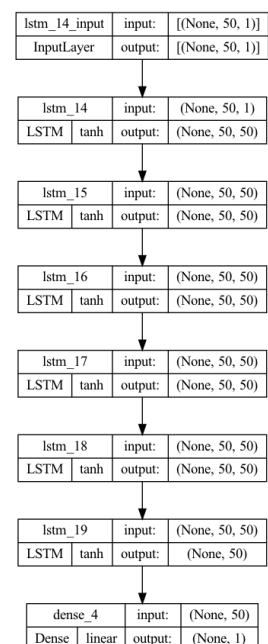 lstm_14_input input: [(None, 50, 1)]
InputLayer output: [(None, 50, 1)]
lstm_14 input: (None, 50, 1)
LSTM tanh output: (None, 50, 50)
lstm_15 input: (None, 50, 50)
LSTM tanh output: (None, 50, 50)
lstm_16 input: (None, 50, 50)
LSTM tanh output: (None, 50, 50)
lstm_17 input: (None, 50, 50)
LSTM tanh output: (None, 50, 50)
lstm_18 input: (None, 50, 50)
LSTM tanh output: (None, 50, 50)
lstm_19 input: (None, 50, 50)
LSTM tanh output: (None, 50)
dense_4 input: (None, 50)
Dense linear output: (None, 1)